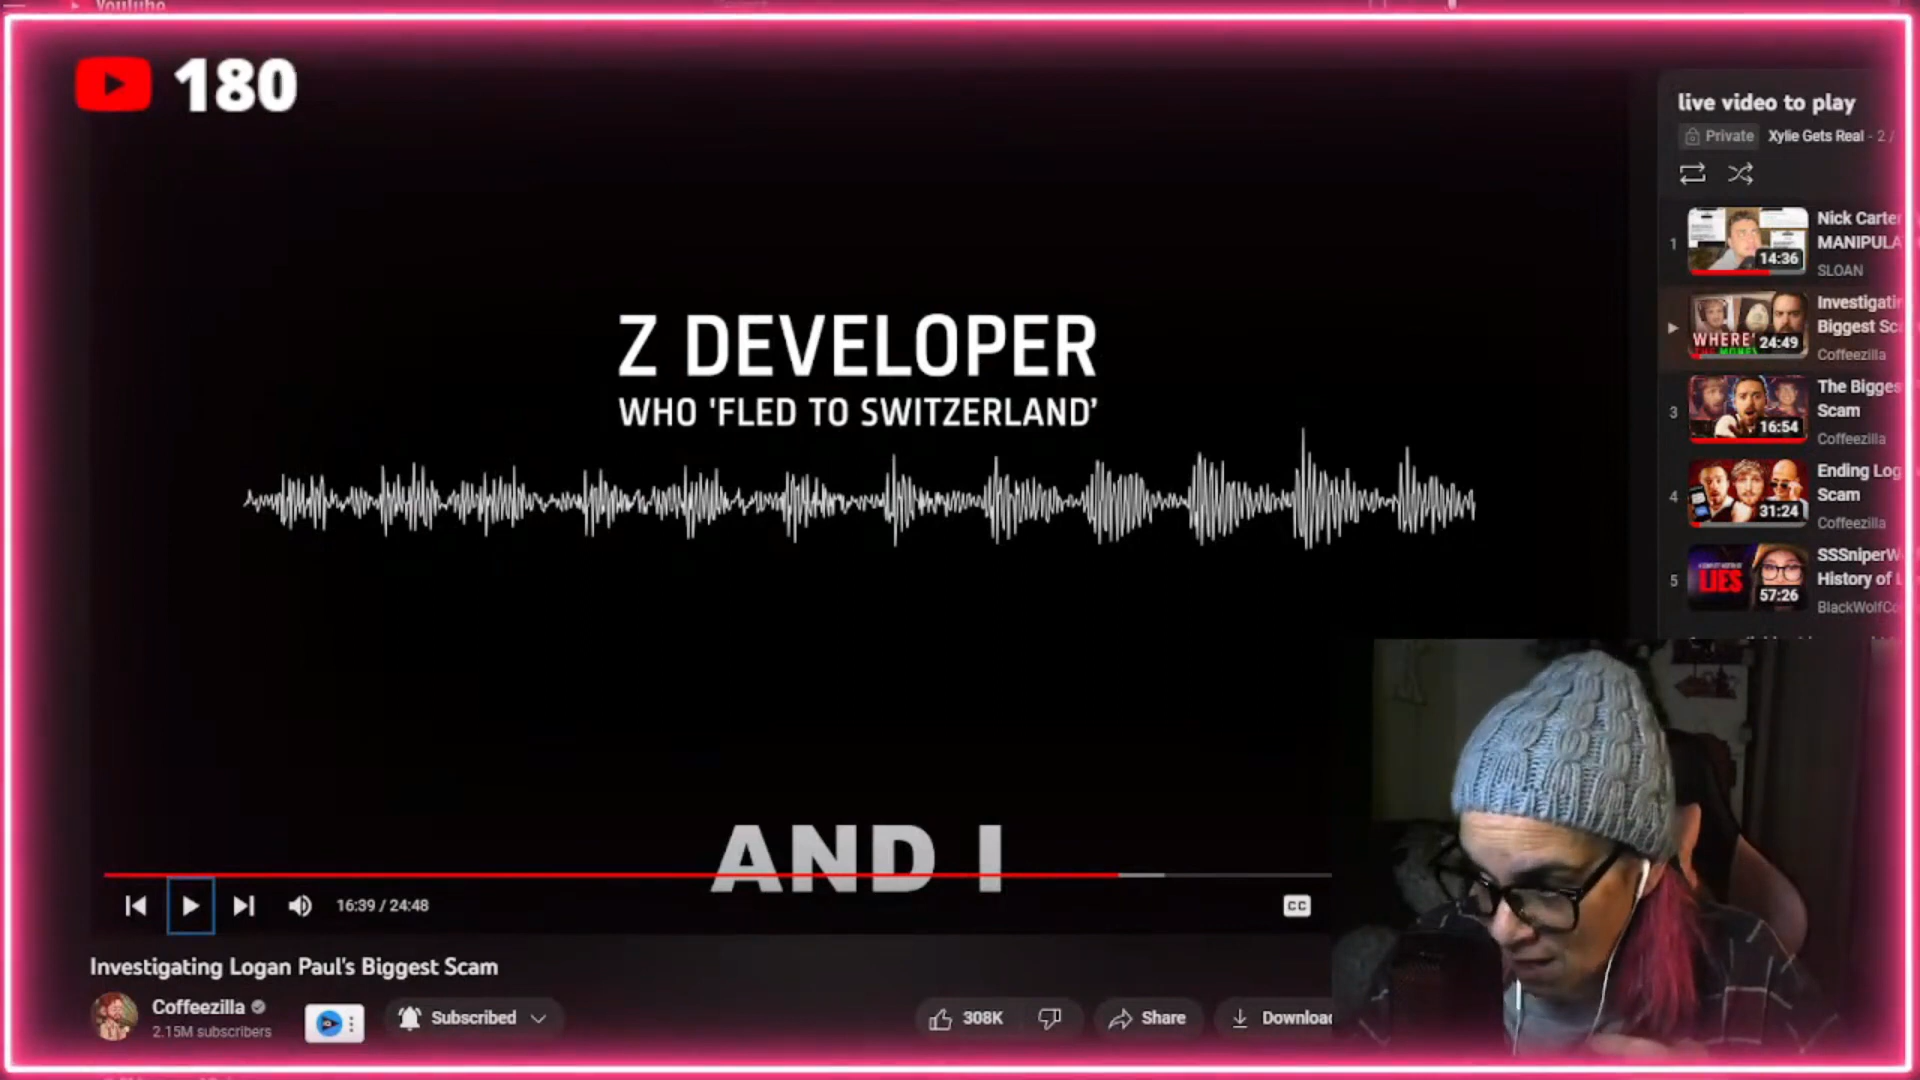 YouTube
180
live video to play
Private Xylie Gets Real - 2 /
Z DEVELOPER
WHO 'FLED TO SWITZERLAND'
1
14:36
Nick Carte
MANIPULA
SLOAN
WHERE'
24:49
Investigati
Biggest Sc
Coffeezilla
3
16:54
The Bigges
Scam
Coffeezilla
4
31:24
Ending Log
Scam
Coffeezilla
5
LIES
57:26
SSSniperW
History of L
BlackWolfCo
AND I
16:39 / 24:48
CC
Investigating Logan Paul's Biggest Scam
Coffeezilla
2.15M subscribers
Subscribed
308K
Share
Download